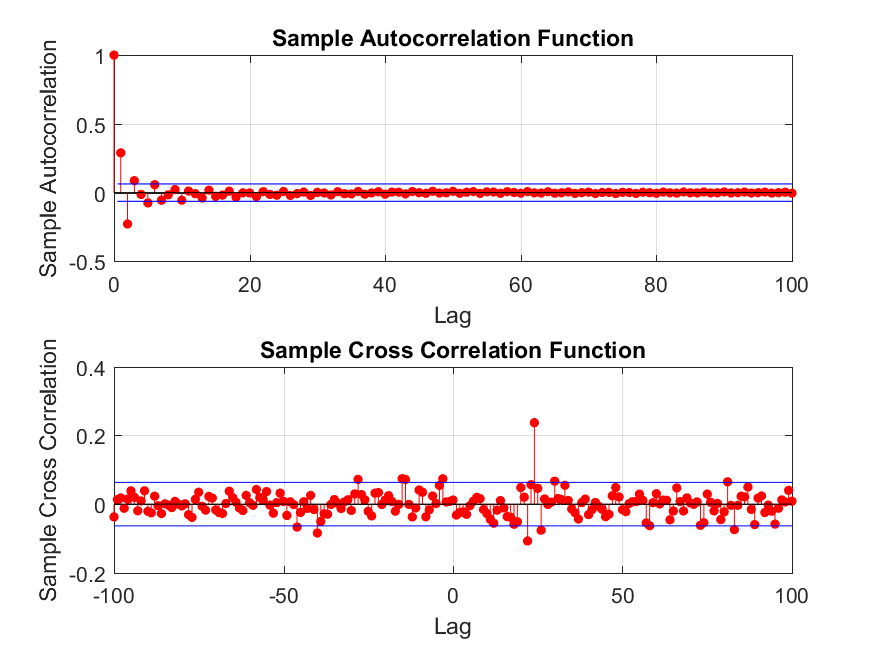 Sample Autocorrelation Function
Sample Autocorrelation
1
0.5
0
-0.5
0 20 40 60 80 100
Lag
Sample Cross Correlation Function
Sample Cross Correlation
0.4
0.2
0
-0.2
-100 -50 0 50 100
Lag